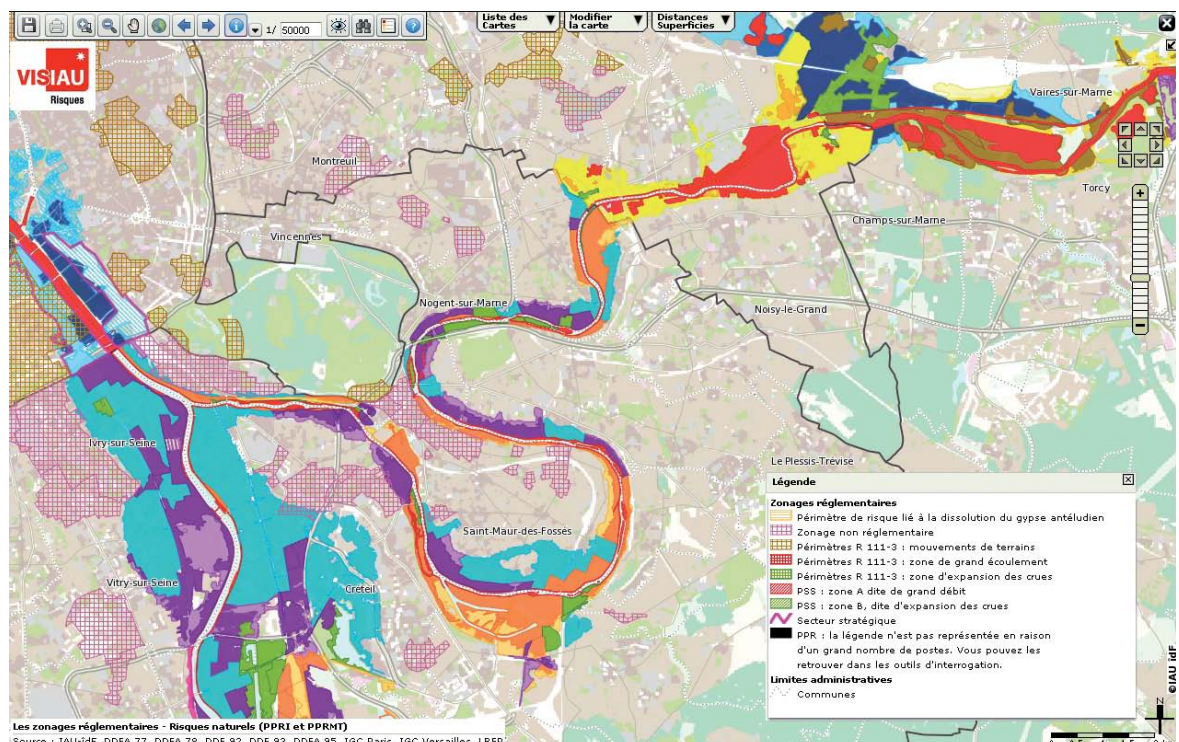 1/ 50000
Liste des
Cartes
Modifier
la carte
Distances
Superficies
VISIAU
Risques
Vaires-sur-Marne
Montreuil
Torcy
Champs-sur-Marne
Vincennes
Nogent-sur-Marne
Noisy-le-Grand
Ivry-sur-Seine
Le Plessis-Trévise
Saint-Maur-des-Fossés
Vitry-sur-Seine
Créteil
Légende
Zonages réglementaires
Périmètre de risque lié à la dissolution du gypse antéludien
Zonage non réglementaire
Périmètres R 111-3 : mouvements de terrains
Périmètres R 111-3 : zone de grand écoulement
Périmètres R 111-3 : zone d'expansion des crues
PSS : zone A dite de grand débit
PSS : zone B, dite d'expansion des crues
Secteur stratégique
PPR : la légende n'est pas représentée en raison
d'un grand nombre de postes. Vous pouvez les
retrouver dans les outils d'interrogation.
Limites administratives
Communes
©IAU îdF
N
Les zonages réglementaires - Risques naturels (PPRI et PPRMT)